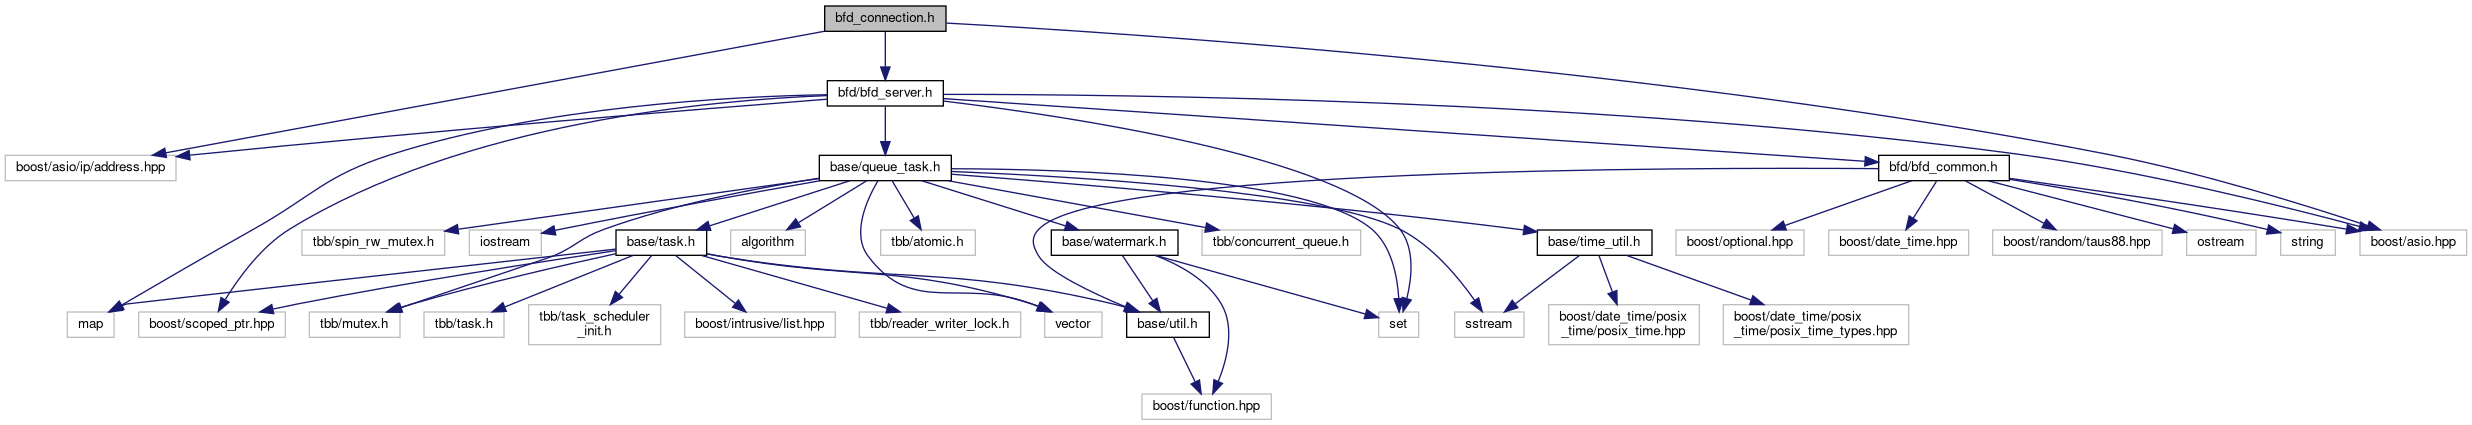 bfd_connection.h
bfd/bfd_server.h
boost/asio/ip/address.hpp
base/queue_task.h
bfd/bfd_common.h
tbb/spin_rw_mutex.h
iostream
base/task.h
algorithm
tbb/atomic.h
base/watermark.h
tbb/concurrent_queue.h
base/time_util.h
boost/optional.hpp
boost/date_time.hpp
boost/random/taus88.hpp
ostream
string
boost/asio.hpp
map
boost/scoped_ptr.hpp
tbb/mutex.h
tbb/task.h
tbb/task_scheduler
_init.h
boost/intrusive/list.hpp
tbb/reader_writer_lock.h
vector
base/util.h
set
sstream
boost/date_time/posix
_time/posix_time.hpp
boost/date_time/posix
_time/posix_time_types.hpp
boost/function.hpp